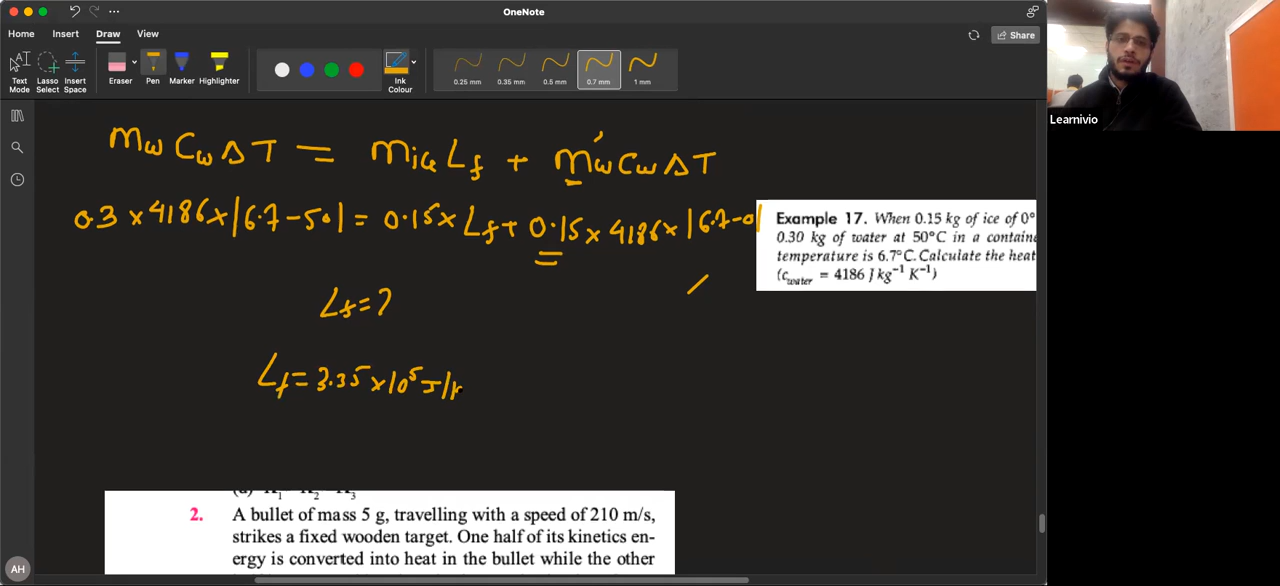 OneNote
Home Insert Draw View
Share
Text Mode Lasso Select Insert Space Eraser Pen Marker Highlighter Ink Colour 0.25 mm 0.35 mm 0.5 mm 0.7 mm 1 mm
Learnivio
Mw Cw ΔT = mice Lf + m'w Cw ΔT
0.3 × 4186 × |6.7-50| = 0.15 × Lf + 0.15 × 4186 × |6.7-0|
Example 17. When 0.15 kg of ice of 0°
0.30 kg of water at 50°C in a contain
temperature is 6.7°C. Calculate the heat
(c_water = 4186 J kg⁻¹ K⁻¹)
Lf = ?
Lf = 3.35 × 10⁵ J/k
2. A bullet of mass 5 g, travelling with a speed of 210 m/s,
strikes a fixed wooden target. One half of its kinetics en-
ergy is converted into heat in the bullet while the other
AH